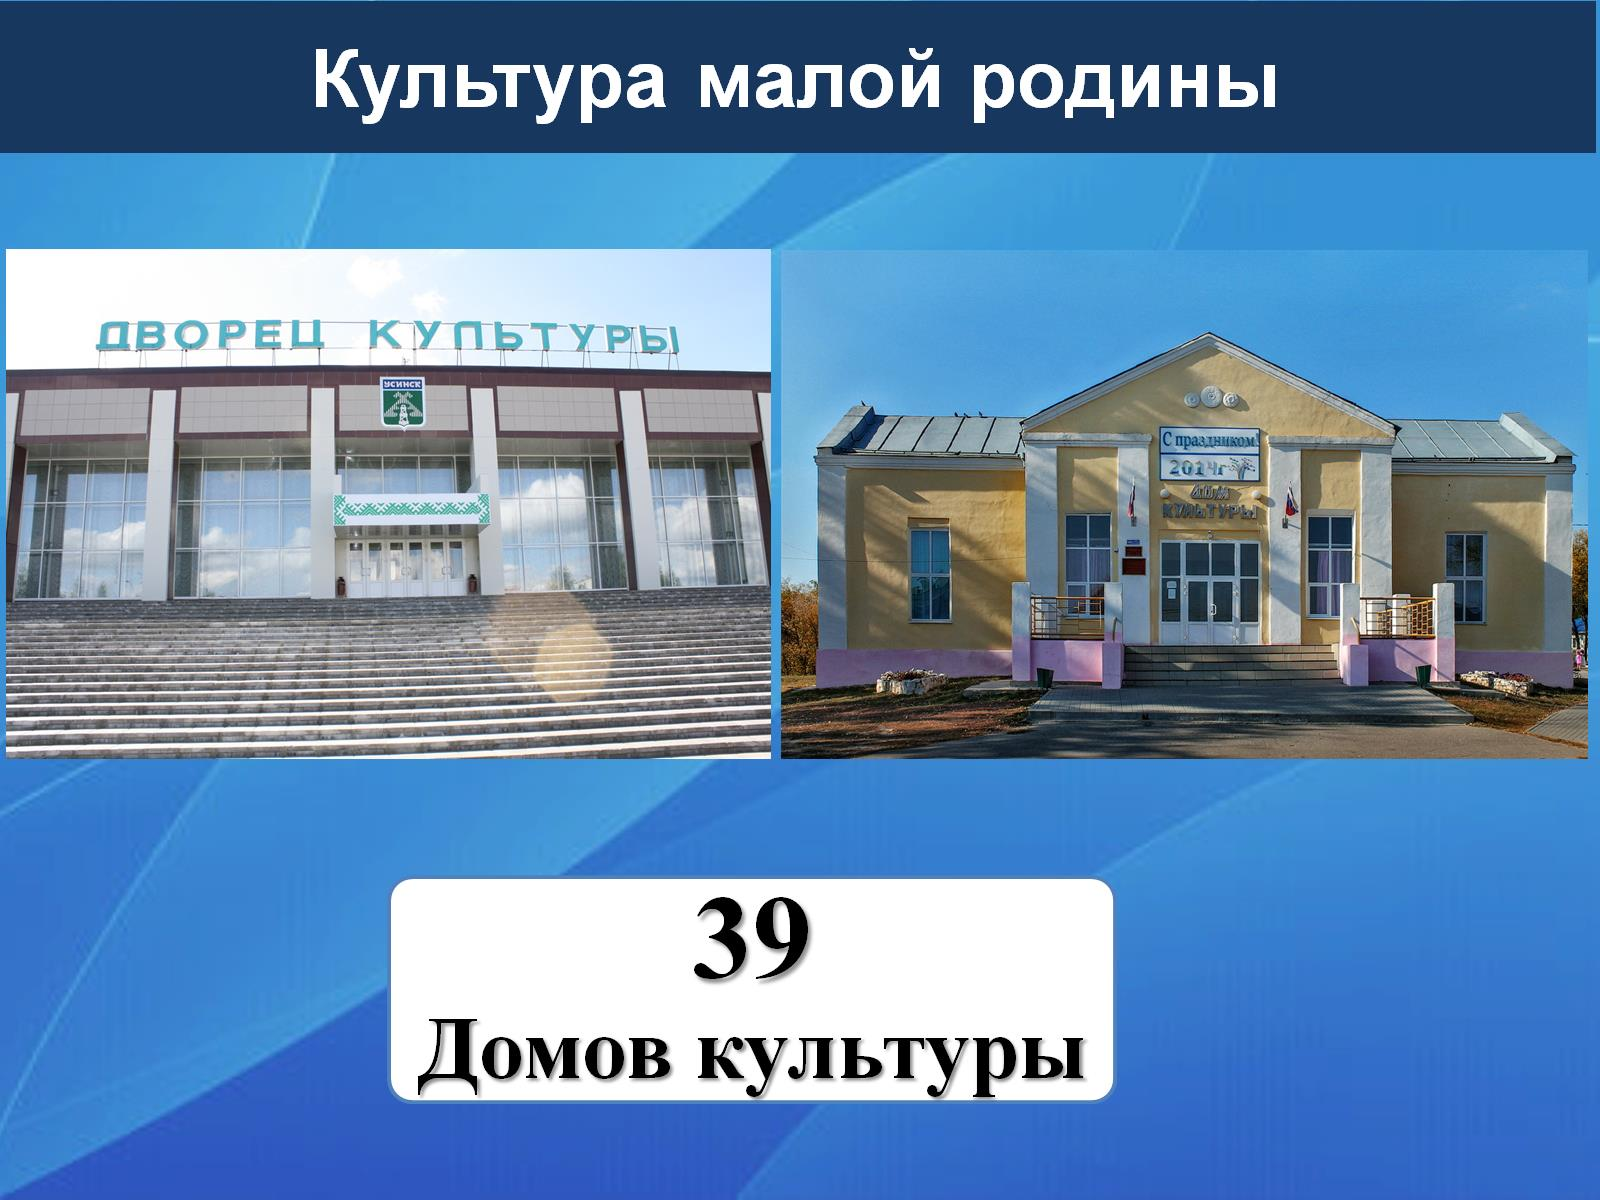 Культура малой родины
ДВОРЕЦ КУЛЬТУРЫ
УСИНСК
С праздником!
2014г
ДОМ
КУЛЬТУРЫ
39
Домов культуры